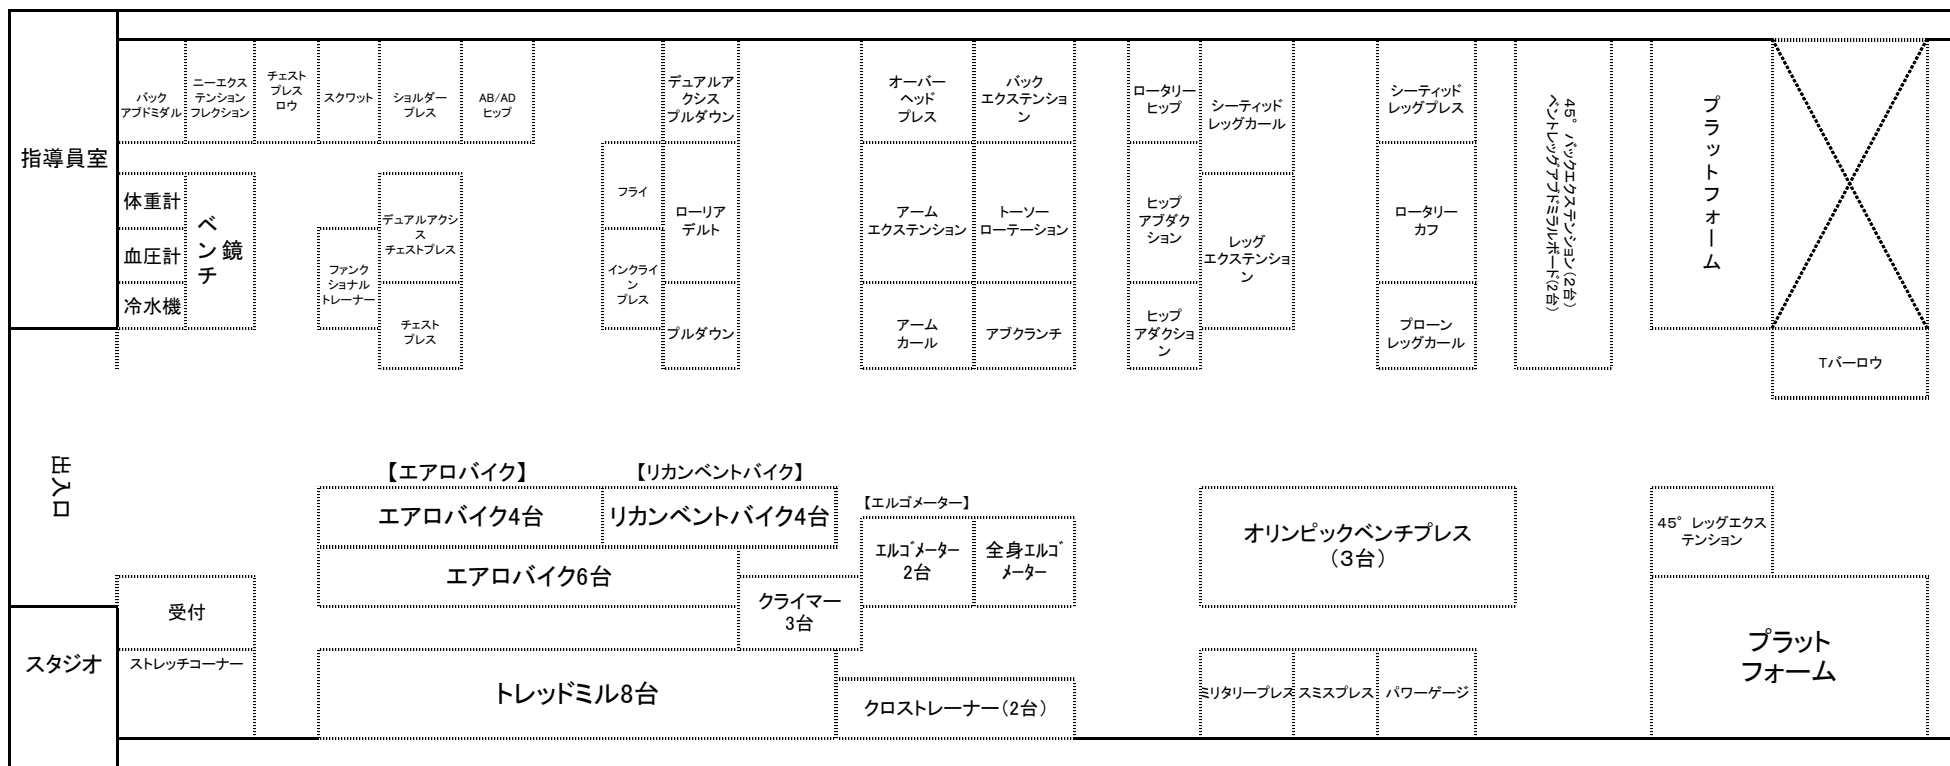 指導員室
バック
アブドミダル
ニーエクス
テンション
フレクション
チェスト
プレス
ロウ
スクワット
ショルダー
プレス
AB/AD
ヒップ
デュアルア
クシス
プルダウン
オーバー
ヘッド
プレス
バック
エクステンショ
ン
ロータリー
ヒップ
シーティッド
レッグカール
シーティッド
レッグプレス
45°バックエクステンション(2台)
ベントレッグアブドミラルボード(2台)
プラットフォーム
体重計
血圧計
冷水機
ベンチ
鏡
ファンク
ショナル
トレーナー
デュアルアクシ
ス
チェストプレス
チェスト
プレス
フライ
インクライ
ン
プレス
ローリア
デルト
プルダウン
アーム
エクステンション
トーソー
ローテーション
アーム
カール
アブクランチ
ヒップ
アブダク
ション
ヒップ
アダクショ
ン
レッグ
エクステンショ
ン
ロータリー
カフ
プローン
レッグカール
Tバーロウ
出入口
【エアロバイク】
【リカンベントバイク】
エアロバイク4台
リカンベントバイク4台
エアロバイク6台
【エルゴメーター】
エルゴメーター
2台
全身エルゴ
メーター
クライマー
3台
オリンピックベンチプレス
(3台)
45°レッグエクス
テンション
受付
スタジオ
ストレッチコーナー
トレッドミル8台
クロストレーナー(2台)
ミリタリープレス
スミスプレス
パワーゲージ
プラット
フォーム